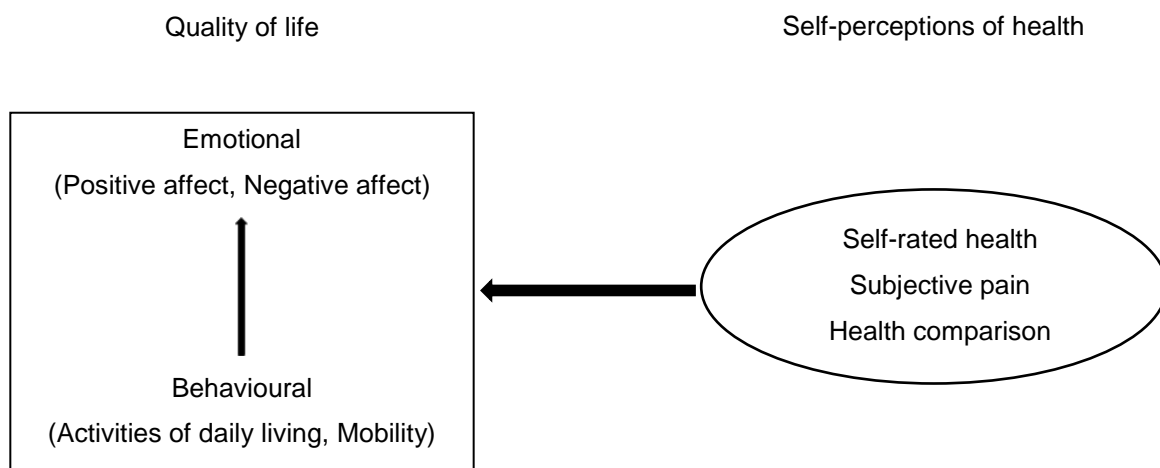 Quality of life
Self-perceptions of health
Emotional
(Positive affect, Negative affect)
Behavioural
(Activities of daily living, Mobility)
Self-rated health
Subjective pain
Health comparison